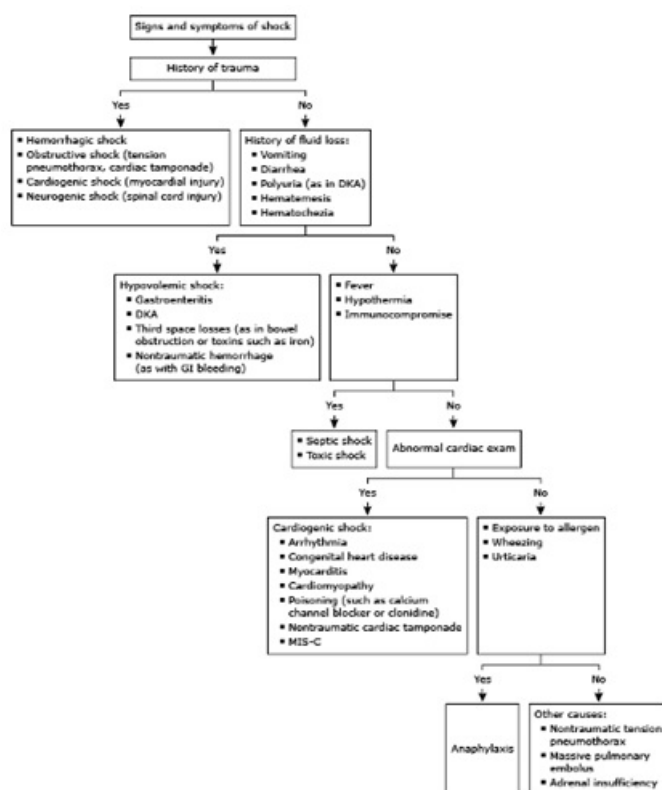 Signs and symptoms of shock
History of trauma
Yes
No
▪ Hemorrhagic shock
▪ Obstructive shock (tension
pneumothorax, cardiac tamponade)
▪ Cardiogenic shock (myocardial injury)
▪ Neurogenic shock (spinal cord injury)
History of fluid loss:
▪ Vomiting
▪ Diarrhea
▪ Polyuria (as in DKA)
▪ Hematemesis
▪ Hematochezia
Yes
No
Hypovolemic shock:
▪ Gastroenteritis
▪ DKA
▪ Third space losses (as in bowel
obstruction or toxins such as iron)
▪ Nontraumatic hemorrhage
(as with GI bleeding)
▪ Fever
▪ Hypothermia
▪ Immunocompromise
Yes
No
▪ Septic shock
▪ Toxic shock
Abnormal cardiac exam
Yes
No
Cardiogenic shock:
▪ Arrhythmia
▪ Congenital heart disease
▪ Myocarditis
▪ Cardiomyopathy
▪ Poisoning (such as calcium
channel blocker or clonidine)
▪ Nontraumatic cardiac tamponade
▪ MIS-C
▪ Exposure to allergen
▪ Wheezing
▪ Urticaria
Yes
No
Anaphylaxis
Other causes:
▪ Nontraumatic tension
pneumothorax
▪ Massive pulmonary
embolus
▪ Adrenal insufficiency